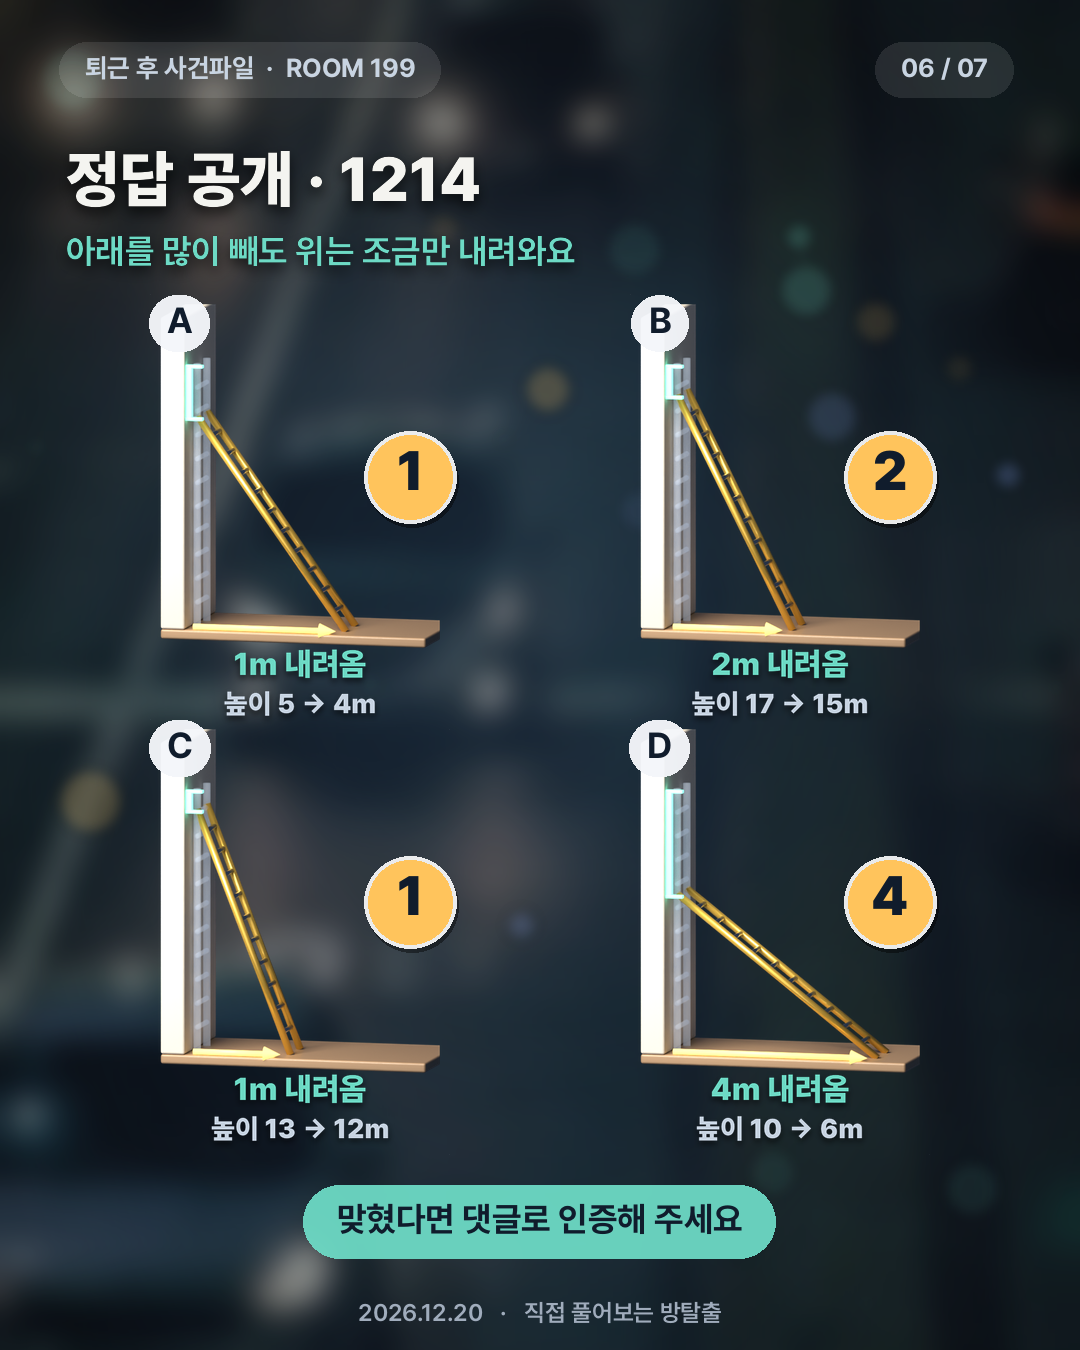 퇴근 후 사건파일 · ROOM 199
06 / 07
정답 공개 · 1214
아래를 많이 빼도 위는 조금만 내려와요
A
1
1m 내려옴
높이 5 → 4m
B
2
2m 내려옴
높이 17 → 15m
C
1
1m 내려옴
높이 13 → 12m
D
4
4m 내려옴
높이 10 → 6m
맞혔다면 댓글로 인증해 주세요
2026.12.20 · 직접 풀어보는 방탈출